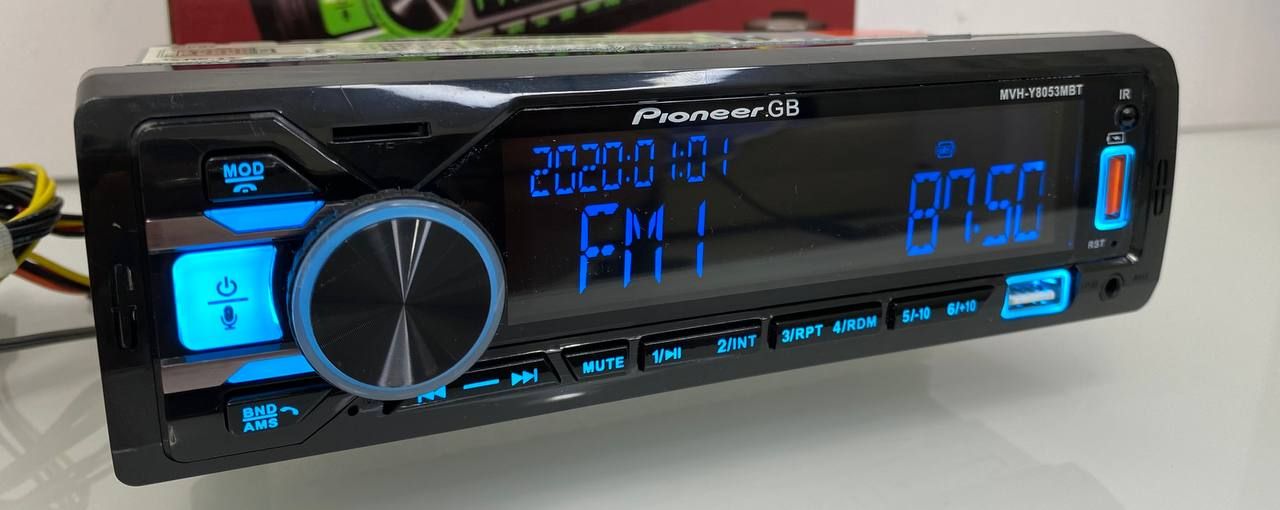 Pioneer.GB
MVH-Y8053MBT
IR
MOD
2020:01:01
FM1
87.50
RST
BND
AMS
MUTE
1/⏯
2/INT
3/RPT
4/RDM
5/-10
6/+10